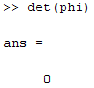 >> det(phi)
ans =
0